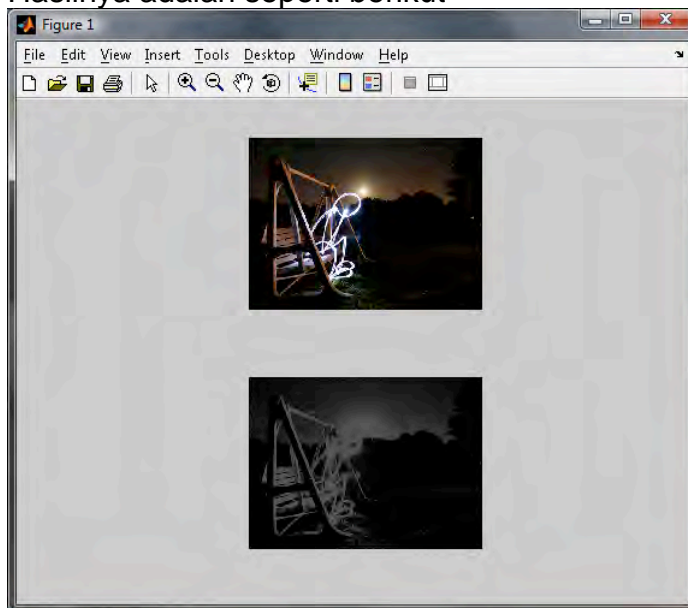 Hasilnya adalah seperti berikut
Figure 1
File Edit View Insert Tools Desktop Window Help